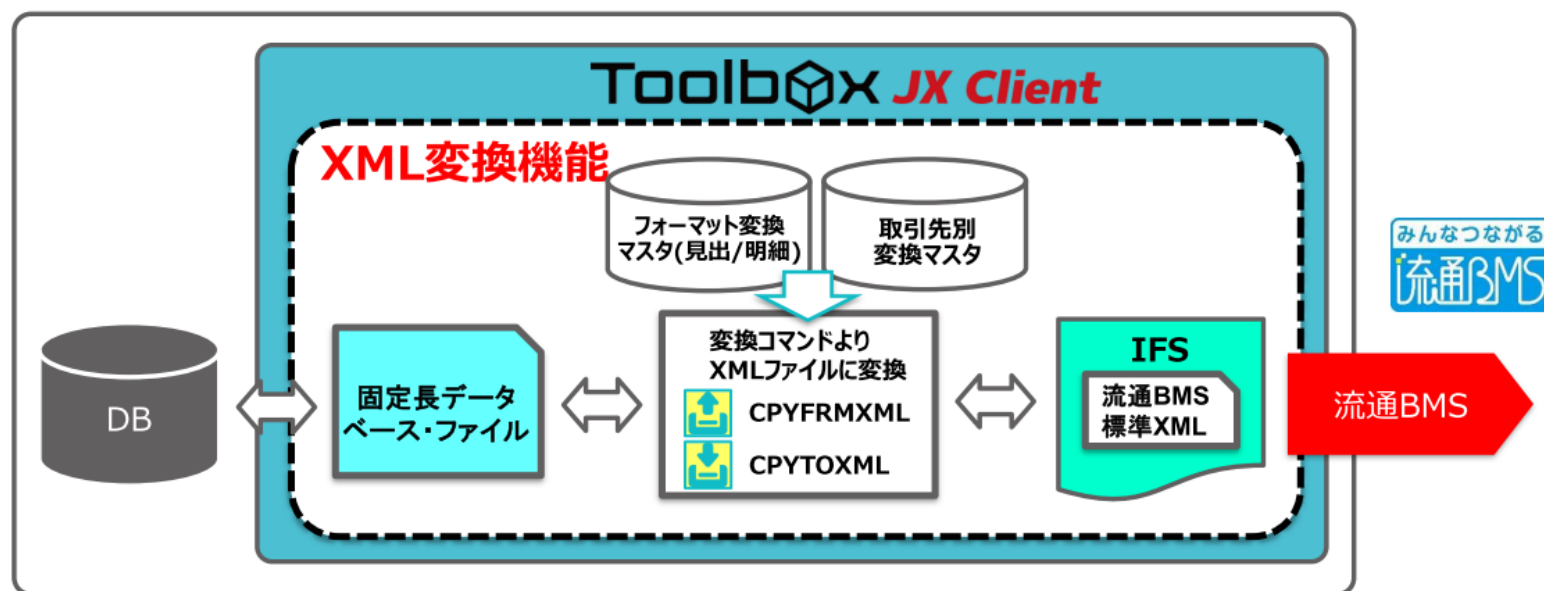 Toolbox JX Client
XML変換機能
フォーマット変換
マスタ(見出/明細)
取引先別
変換マスタ
DB
固定長データ
ベース・ファイル
変換コマンドより
XMLファイルに変換
CPYFRMXML
CPYTOXML
IFS
流通BMS
標準XML
流通BMS
みんなつながる
流通BMS